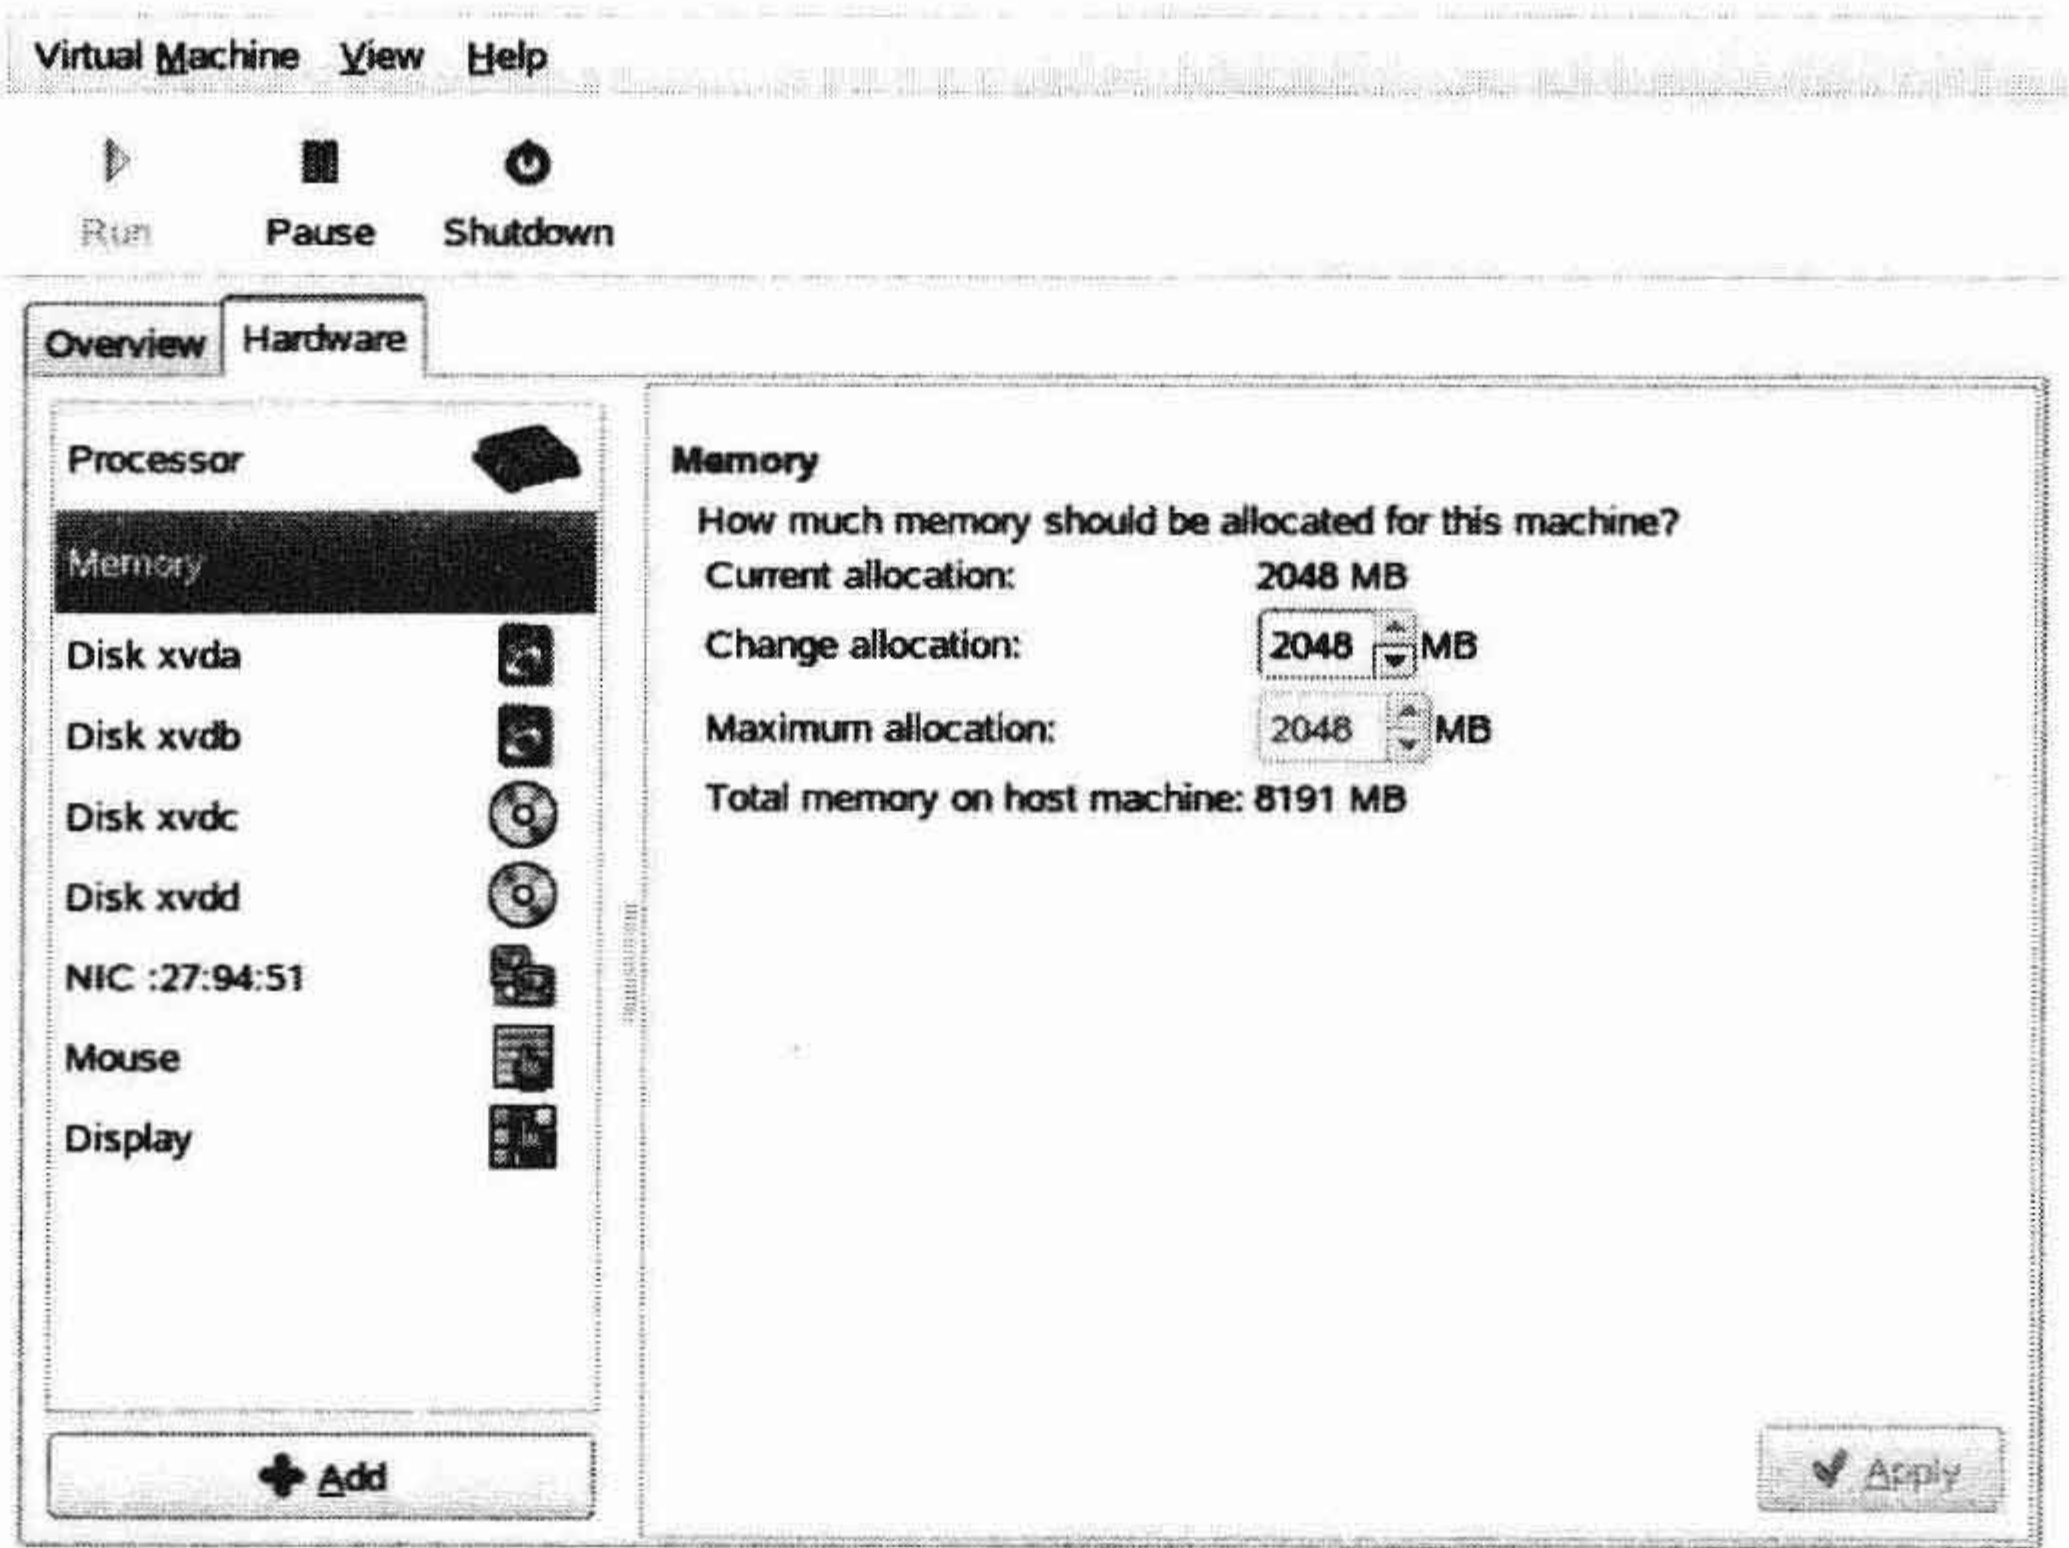 Virtual Machine View Help
Run Pause Shutdown
Overview Hardware
Processor
Memory
Disk xvda
Disk xvdb
Disk xvdc
Disk xvdd
NIC :27:94:51
Mouse
Display
Add
Memory
How much memory should be allocated for this machine?
Current allocation: 2048 MB
Change allocation: 2048 MB
Maximum allocation: 2048 MB
Total memory on host machine: 8191 MB
Apply